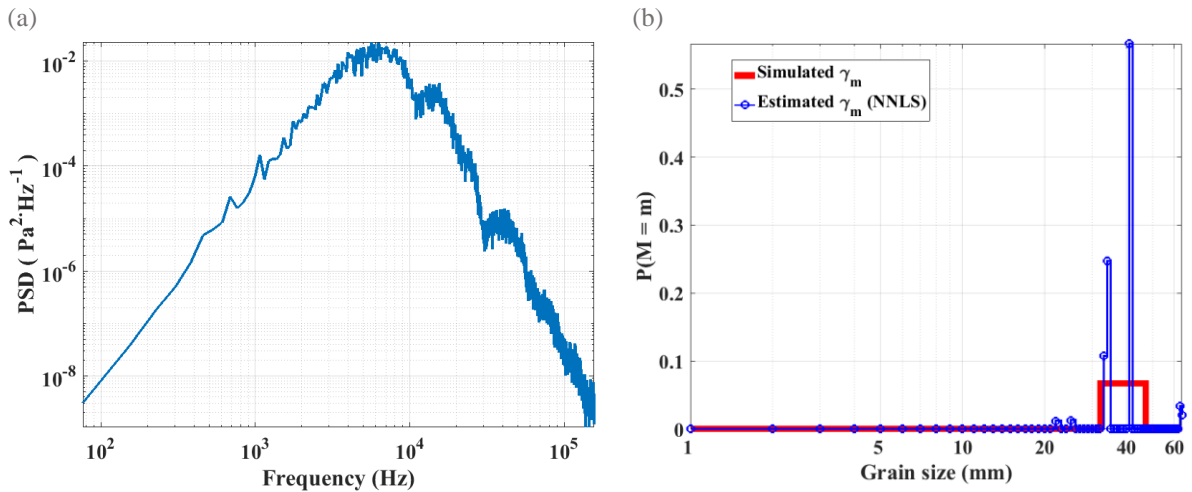 (a)
10^-2
10^-4
10^-6
10^-8
PSD ( Pa^2·Hz^-1)
10^2
10^3
10^4
10^5
Frequency (Hz)
(b)
0.5
0.4
0.3
0.2
0.1
0
P(M = m)
Simulated γ_m
Estimated γ_m (NNLS)
1
5
10
20
40
60
Grain size (mm)